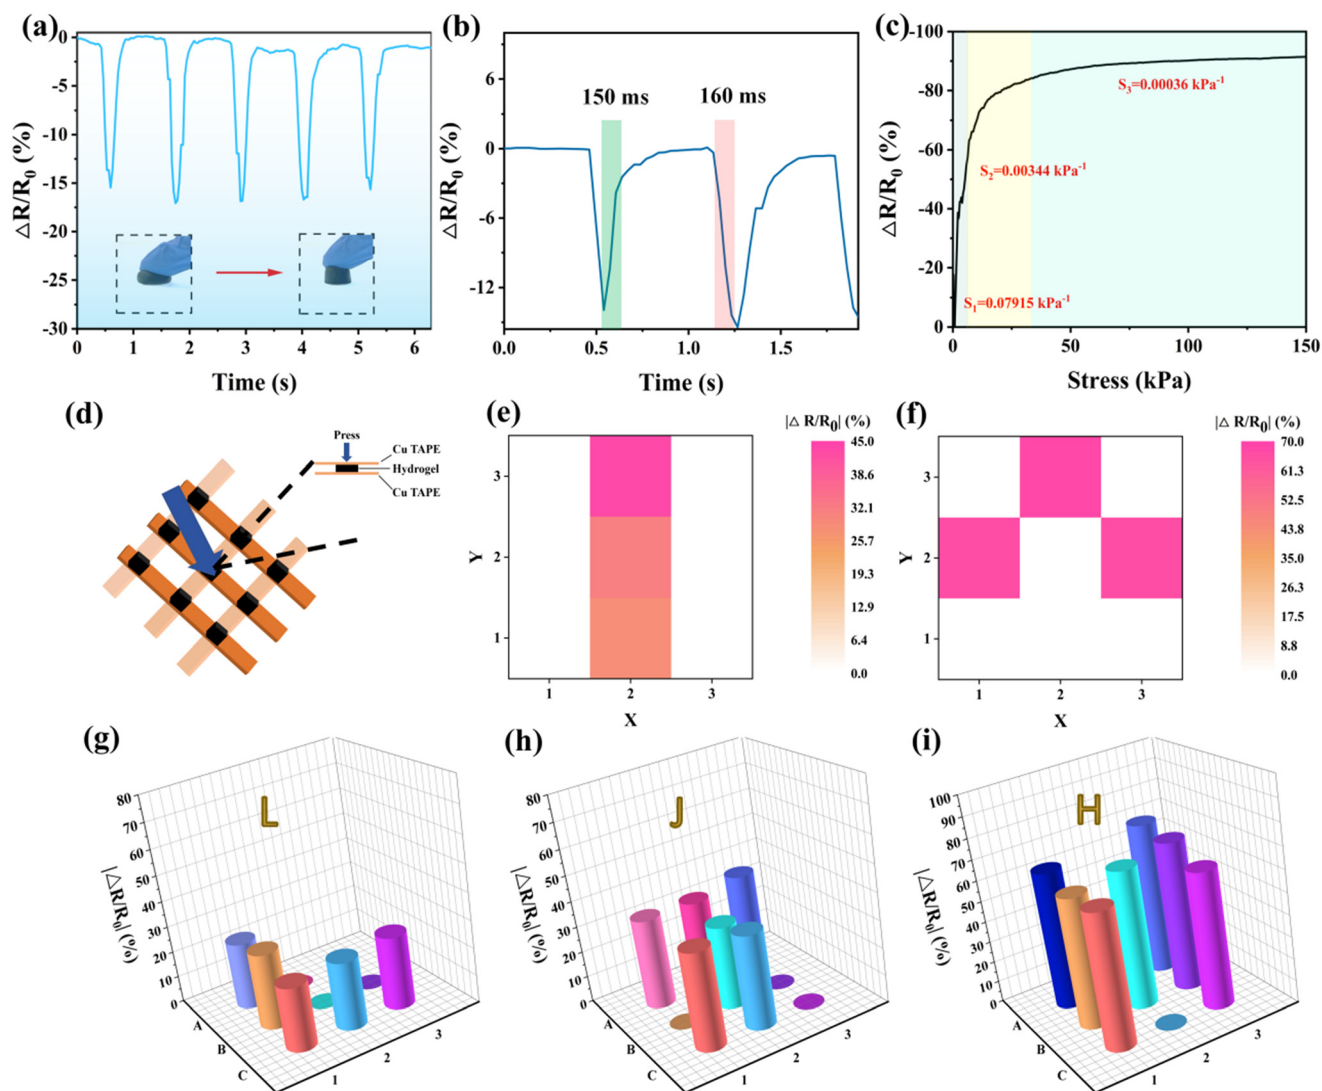 (a)
0
-5
-10
-15
-20
-25
-30
△R/R0 (%)
0 1 2 3 4 5 6
Time (s)
(b)
150 ms
160 ms
6
0
-6
-12
△R/R0 (%)
0.0 0.5 1.0 1.5
Time (s)
(c)
-100
-80
-60
-40
-20
0
△R/R0 (%)
S3=0.00036 kPa-1
S2=0.00344 kPa-1
S1=0.07915 kPa-1
0 50 100 150
Stress (kPa)
(d)
Press
Cu TAPE
Hydrogel
Cu TAPE
(e)
|△ R/R0| (%)
45.0
38.6
32.1
25.7
19.3
12.9
6.4
0.0
3
2
1
Y
1 2 3
X
(f)
|△ R/R0| (%)
70.0
61.3
52.5
43.8
35.0
26.3
17.5
8.8
0.0
3
2
1
Y
1 2 3
X
(g)
L
80
70
60
50
40
30
20
10
0
|△R/R0| (%)
A
B
C
1
2
3
(h)
J
80
70
60
50
40
30
20
10
0
|△R/R0| (%)
A
B
C
1
2
3
(i)
H
100
90
80
70
60
50
40
30
20
10
0
|△R/R0| (%)
A
B
C
1
2
3